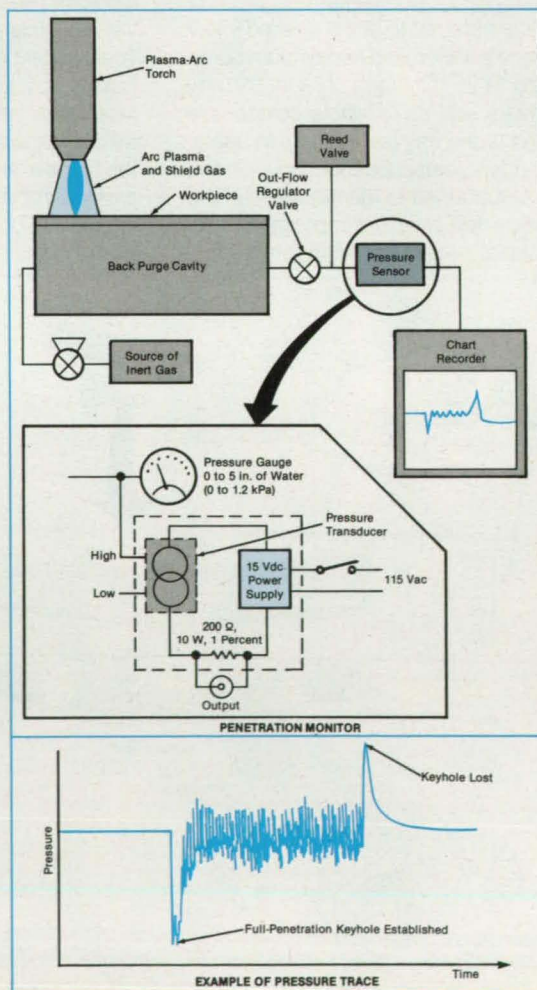 Plasma-Arc
Torch
Arc Plasma
and Shield Gas
Workpiece
Reed
Valve
Out-Flow
Regulator
Valve
Back Purge Cavity
Pressure
Sensor
Source of
Inert Gas
Chart
Recorder
Pressure Gauge
0 to 5 in. of Water
(0 to 1.2 kPa)
Pressure
Transducer
High
Low
15 Vdc
Power
Supply
115 Vac
200 Ω,
10 W, 1 Percent
Output
PENETRATION MONITOR
Keyhole Lost
Pressure
Full-Penetration Keyhole Established
Time
EXAMPLE OF PRESSURE TRACE